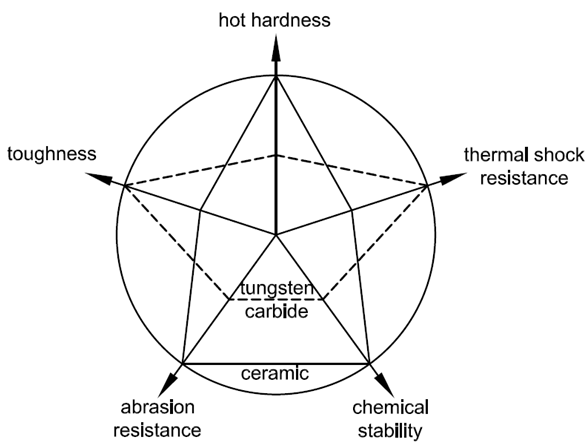 hot hardness
toughness
thermal shock
resistance
tungsten
carbide
ceramic
abrasion
resistance
chemical
stability